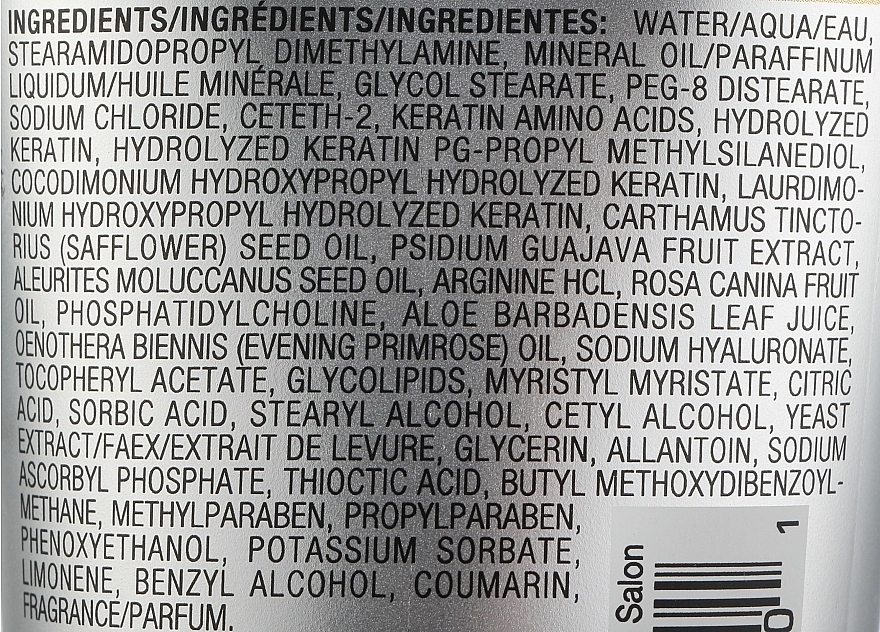 INGREDIENTS/INGRÉDIENTS/INGREDIENTES: WATER/AQUA/EAU,
STEARAMIDOPROPYL DIMETHYLAMINE, MINERAL OIL/PARAFFINUM
LIQUIDUM/HUILE MINÉRALE, GLYCOL STEARATE, PEG-8 DISTEARATE,
SODIUM CHLORIDE, CETETH-2, KERATIN AMINO ACIDS, HYDROLYZED
KERATIN, HYDROLYZED KERATIN PG-PROPYL METHYLSILANEDIOL,
COCODIMONIUM HYDROXYPROPYL HYDROLYZED KERATIN, LAURDIMO-
NIUM HYDROXYPROPYL HYDROLYZED KERATIN, CARTHAMUS TINCTO-
RIUS (SAFFLOWER) SEED OIL, PSIDIUM GUAJAVA FRUIT EXTRACT,
ALEURITES MOLUCCANUS SEED OIL, ARGININE HCL, ROSA CANINA FRUIT
OIL, PHOSPHATIDYLCHOLINE, ALOE BARBADENSIS LEAF JUICE,
OENOTHERA BIENNIS (EVENING PRIMROSE) OIL, SODIUM HYALURONATE,
TOCOPHERYL ACETATE, GLYCOLIPIDS, MYRISTYL MYRISTATE, CITRIC
ACID, SORBIC ACID, STEARYL ALCOHOL, CETYL ALCOHOL, YEAST
EXTRACT/FAEX/EXTRAIT DE LEVURE, GLYCERIN, ALLANTOIN, SODIUM
ASCORBYL PHOSPHATE, THIOCTIC ACID, BUTYL METHOXYDIBENZOYL-
METHANE, METHYLPARABEN, PROPYLPARABEN,
PHENOXYETHANOL, POTASSIUM SORBATE,
LIMONENE, BENZYL ALCOHOL, COUMARIN,
FRAGRANCE/PARFUM.
Salon
1
0